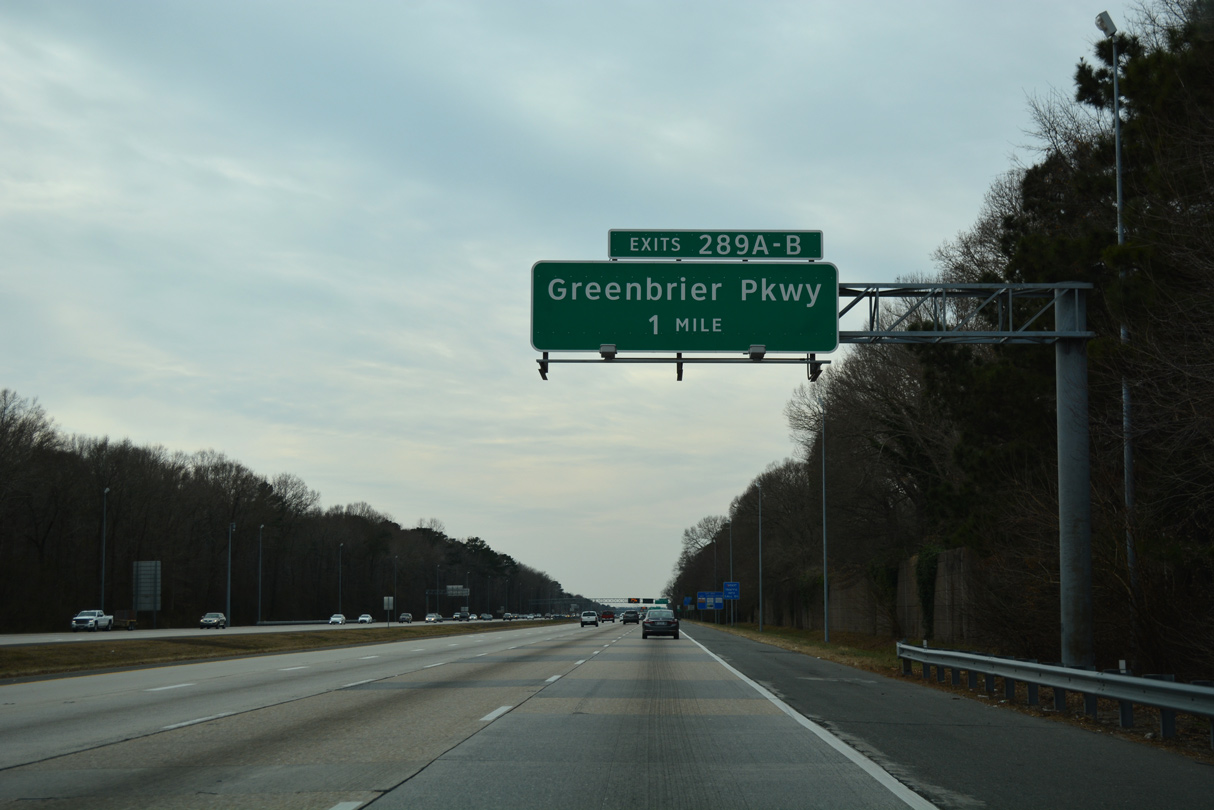 EXITS 289A-B
Greenbrier Pkwy
1 MILE